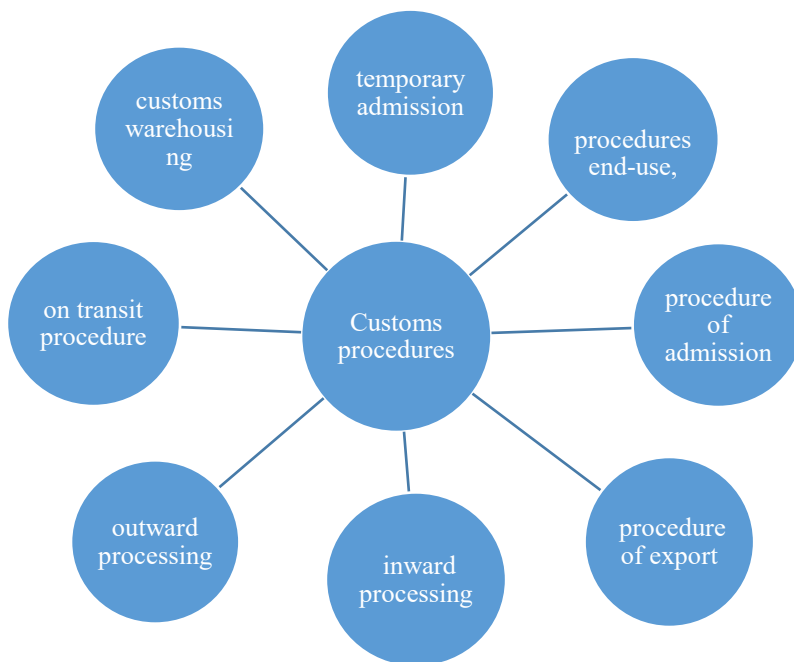 temporary
admission
customs
warehousi
ng
procedures
end-use,
on transit
procedure
Customs
procedures
procedure
of
admission
outward
processing
inward
processing
procedure
of export